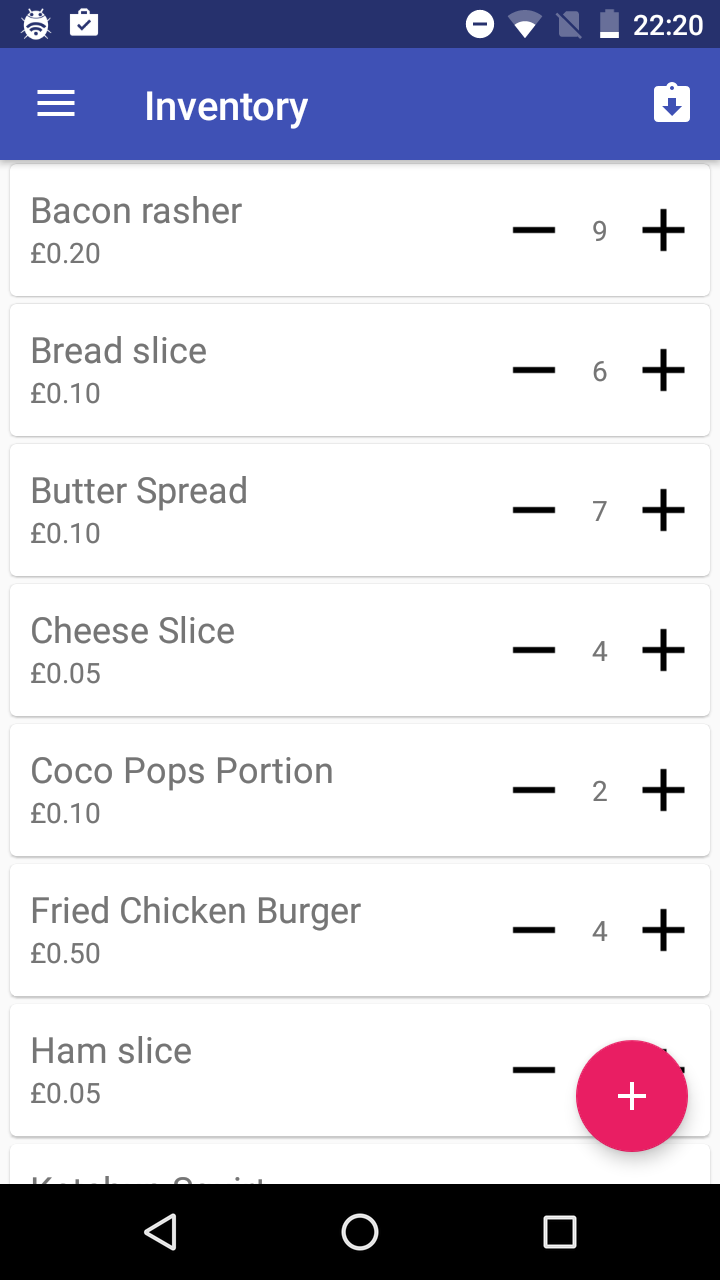 22:20
Inventory
Bacon rasher
£0.20
9
Bread slice
£0.10
6
Butter Spread
£0.10
7
Cheese Slice
£0.05
4
Coco Pops Portion
£0.10
2
Fried Chicken Burger
£0.50
4
Ham slice
£0.05